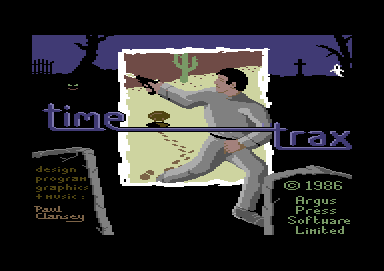 time
trax
design
program
graphics
+ music :
Paul
Clansey
© 1986
Argus
Press
Software
Limited